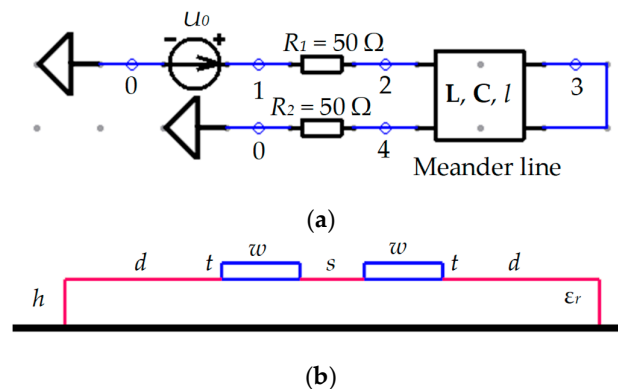 u₀
- +
R₁ = 50 Ω
0 1 2 3
L, C, l
R₂ = 50 Ω
0 4
Meander line
(a)
d t w s w t d
h εᵣ
(b)